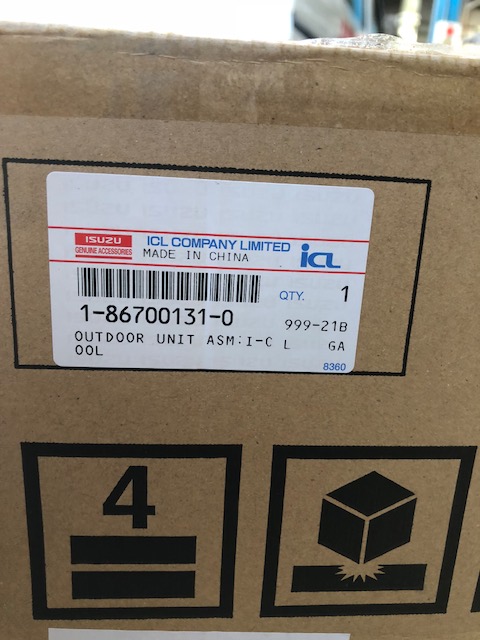 ISUZU
GENUINE ACCESSORIES
ICL COMPANY LIMITED
MADE IN CHINA
icL
QTY. 1
1-86700131-0
999-21B
OUTDOOR UNIT ASM:I-C L GA
OOL
8360
4